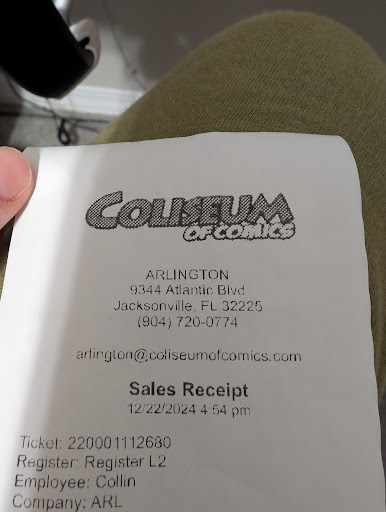 COLISEUM
OF COMICS
ARLINGTON
9344 Atlantic Blvd
Jacksonville, FL 32225
(904) 720-0774
arlington@coliseumofcomics.com
Sales Receipt
12/22/2024 4:54 pm
Ticket: 220001112680
Register: Register L2
Employee: Collin
Company: ARL